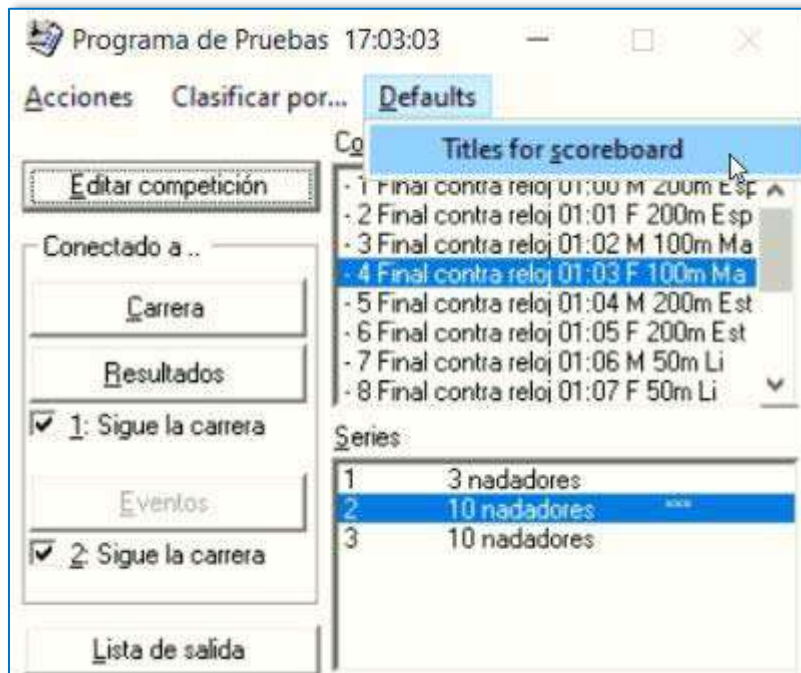 Programa de Pruebas 17:03:03
Acciones Clasificar por... Defaults
Titles for scoreboard
Co
Editar competición
Conectado a ..
Carrera
Resultados
1: Sigue la carrera
Eventos
2: Sigue la carrera
Lista de salida
- 1 Final contra reloj 01:00 M 200m Esp
- 2 Final contra reloj 01:01 F 200m Esp
- 3 Final contra reloj 01:02 M 100m Ma
- 4 Final contra reloj 01:03 F 100m Ma
- 5 Final contra reloj 01:04 M 200m Est
- 6 Final contra reloj 01:05 F 200m Est
- 7 Final contra reloj 01:06 M 50m Li
- 8 Final contra reloj 01:07 F 50m Li
Series
1 3 nadadores
2 10 nadadores ***
3 10 nadadores